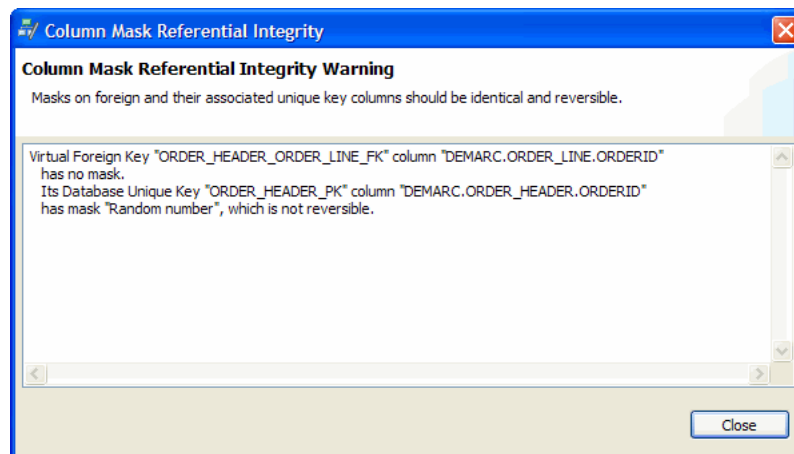 Column Mask Referential Integrity
Column Mask Referential Integrity Warning
Masks on foreign and their associated unique key columns should be identical and reversible.
Virtual Foreign Key "ORDER_HEADER_ORDER_LINE_FK" column "DEMARC.ORDER_LINE.ORDERID"
has no mask.
Its Database Unique Key "ORDER_HEADER_PK" column "DEMARC.ORDER_HEADER.ORDERID"
has mask "Random number", which is not reversible.
Close